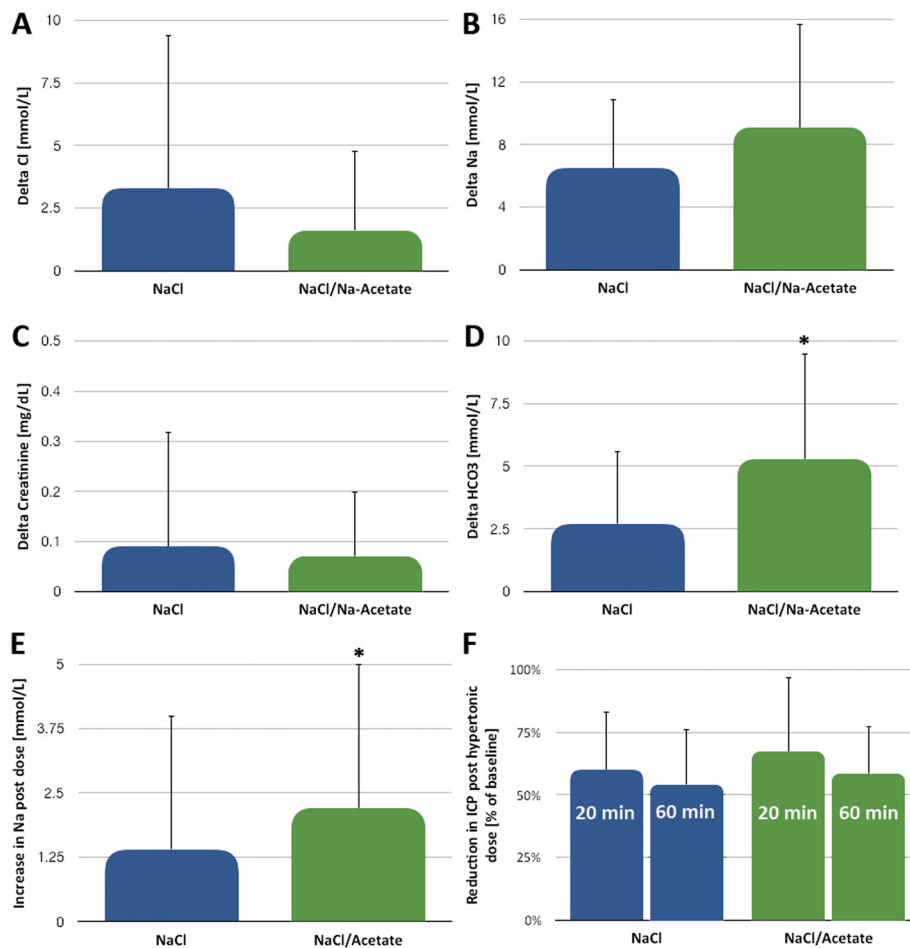 A
Delta Cl [mmol/L]
10
7.5
5
2.5
0
NaCl
NaCl/Na-Acetate
B
Delta Na [mmol/L]
16
12
8
4
0
NaCl
NaCl/Na-Acetate
C
Delta Creatinine [mg/dL]
0.5
0.4
0.3
0.2
0.1
0
NaCl
NaCl/Na-Acetate
D
Delta HCO3 [mmol/L]
10
7.5
5
2.5
0
*
NaCl
NaCl/Na-Acetate
E
Increase in Na post dose [mmol/L]
5
3.75
2.5
1.25
0
*
NaCl
NaCl/Acetate
F
Reduction in ICP post hypertonic
dose [% of baseline]
100%
75%
50%
25%
0%
20 min
60 min
20 min
60 min
NaCl
NaCl/Acetate